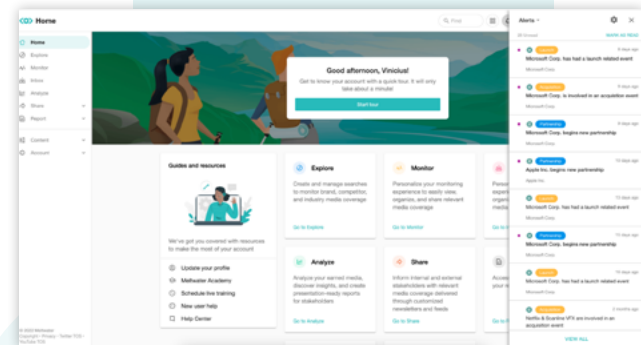 Home
Find
Home
Explore
Monitor
Inbox
Analyze
Share
Report
Content
Account
Good afternoon, Vinicius!
Get to know your account with a quick tour. It will only
take about a minute!
Start tour
Guides and resources
We've got you covered with resources
to make the most of your account
Update your profile
Meltwater Academy
Schedule live training
New user help
Help Center
Explore
Create and manage searches
to monitor brand, competitor,
and industry media coverage
Go to Explore
Monitor
Personalize your monitoring
experience to easily view,
organize, and share relevant
media coverage
Go to Monitor
Analyze
Analyze your earned media,
discover insights, and create
presentation-ready reports
for stakeholders
Go to Analyze
Share
Inform internal and external
stakeholders with relevant
media coverage delivered
through customized
newsletters and feeds
Go to Share
Alerts
MARK AS READ
Launch
Microsoft Corp. has had a launch related event
Microsoft Corp.
Microsoft Corp. is involved in an acquisition event
Microsoft Corp.
Partnership
Microsoft Corp. begins new partnership
Microsoft Corp.
Partnership
Apple Inc. begins new partnership
Apple Inc.
Launch
Microsoft Corp. has had a launch related event
Microsoft Corp.
Partnership
Microsoft Corp. begins new partnership
Microsoft Corp.
Launch
Microsoft Corp. has had a launch related event
Microsoft Corp.
Netflix & Scanline VFX are involved in an
acquisition event
VIEW ALL
Copyright - Privacy - Twitter TOS -
YouTube TOS